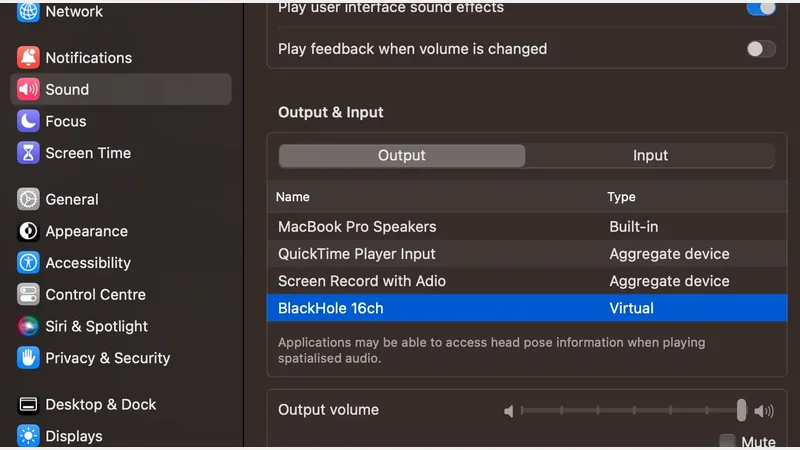 Network
Notifications
Sound
Focus
Screen Time
General
Appearance
Accessibility
Control Centre
Siri & Spotlight
Privacy & Security
Desktop & Dock
Displays
Play user interface sound effects
Play feedback when volume is changed
Output & Input
Output Input
Name Type
MacBook Pro Speakers Built-in
QuickTime Player Input Aggregate device
Screen Record with Adio Aggregate device
BlackHole 16ch Virtual
Applications may be able to access head pose information when playing
spatialised audio.
Output volume
Mute